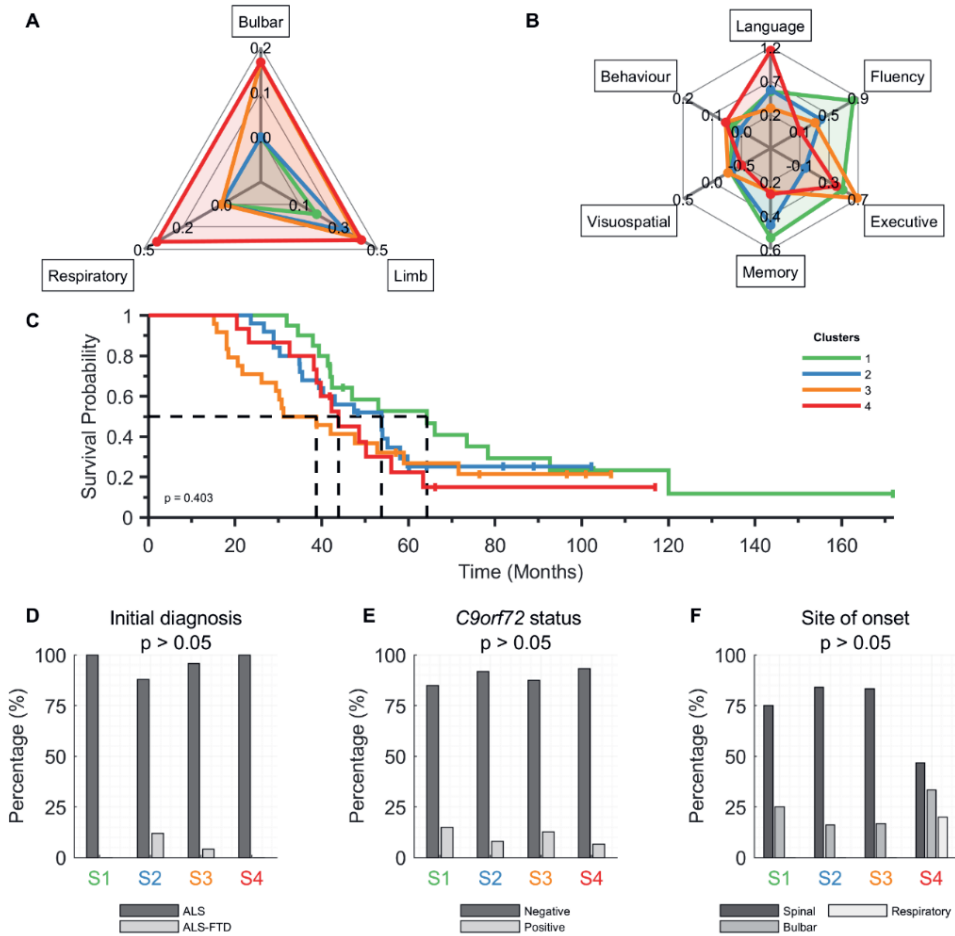 A
Bulbar
0.2
0.1
0.0
0.0
0.1
0.2
0.3
0.5
0.5
Respiratory
Limb
B
Language
1.2
Behaviour
Fluency
0.7
0.2
0.9
0.1
0.2
0.5
0.0
0.1
-0.5
-0.1
0.0
0.2
0.3
0.5
0.4
0.7
Visuospatial
0.6
Executive
Memory
C
Survival Probability
1
0.8
0.6
0.4
0.2
0
p = 0.403
0 20 40 60 80 100 120 140 160
Time (Months)
Clusters
1
2
3
4
D
Initial diagnosis
p > 0.05
Percentage (%)
100
75
50
25
0
S1 S2 S3 S4
ALS
ALS-FTD
E
C9orf72 status
p > 0.05
Percentage (%)
100
75
50
25
0
S1 S2 S3 S4
Negative
Positive
F
Site of onset
p > 0.05
Percentage (%)
100
75
50
25
0
S1 S2 S3 S4
Spinal Respiratory
Bulbar